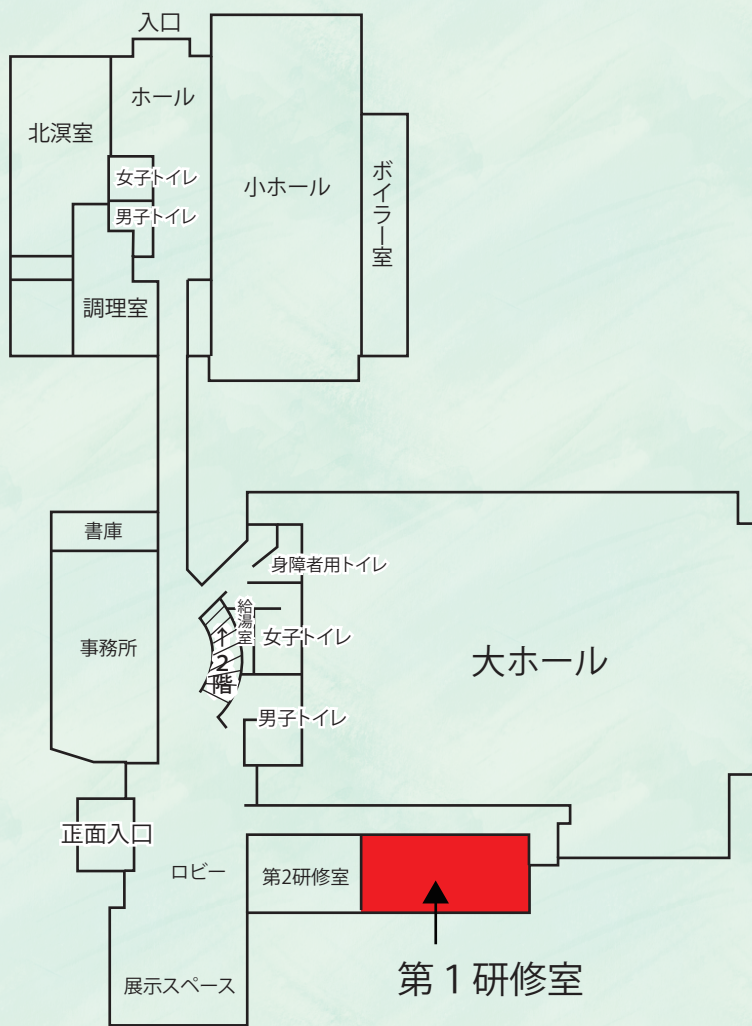 入口
ホール
北溟室
女子トイレ
男子トイレ
小ホール
ボイラー室
調理室
書庫
身障者用トイレ
給湯室
事務所
↑2階
女子トイレ
大ホール
男子トイレ
正面入口
ロビー
第2研修室
展示スペース
第1研修室